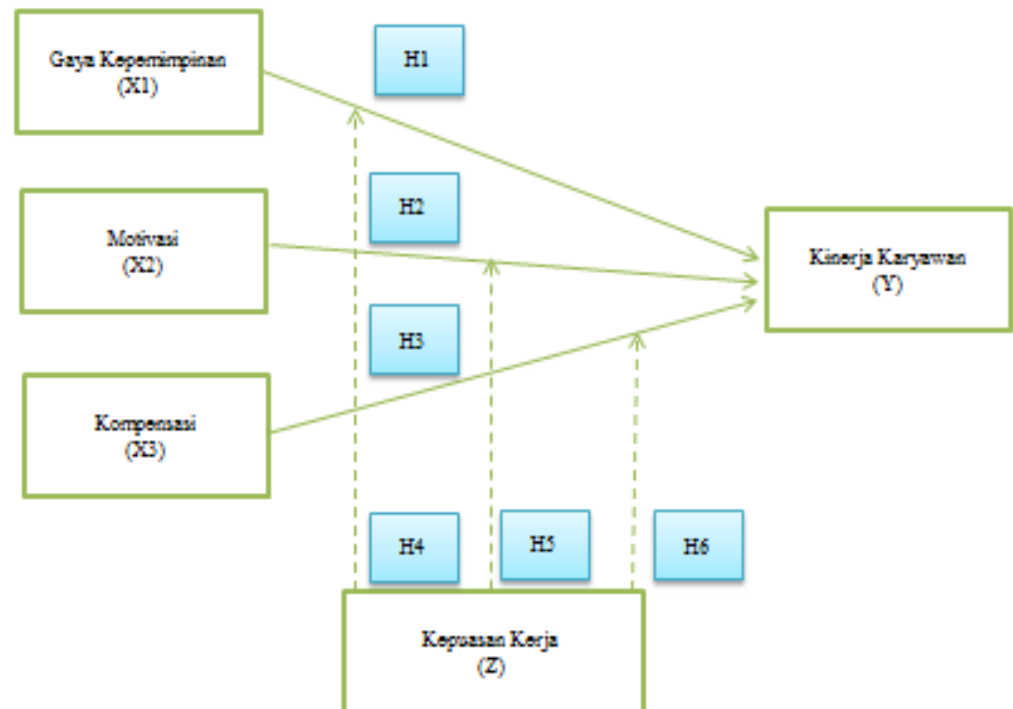 Gaya Kepemimpinan
(X1)
H1
H2
Motivasi
(X2)
Kinerja Karyawan
(Y)
H3
Kompensasi
(X3)
H4
H5
H6
Kepuasan Kerja
(Z)